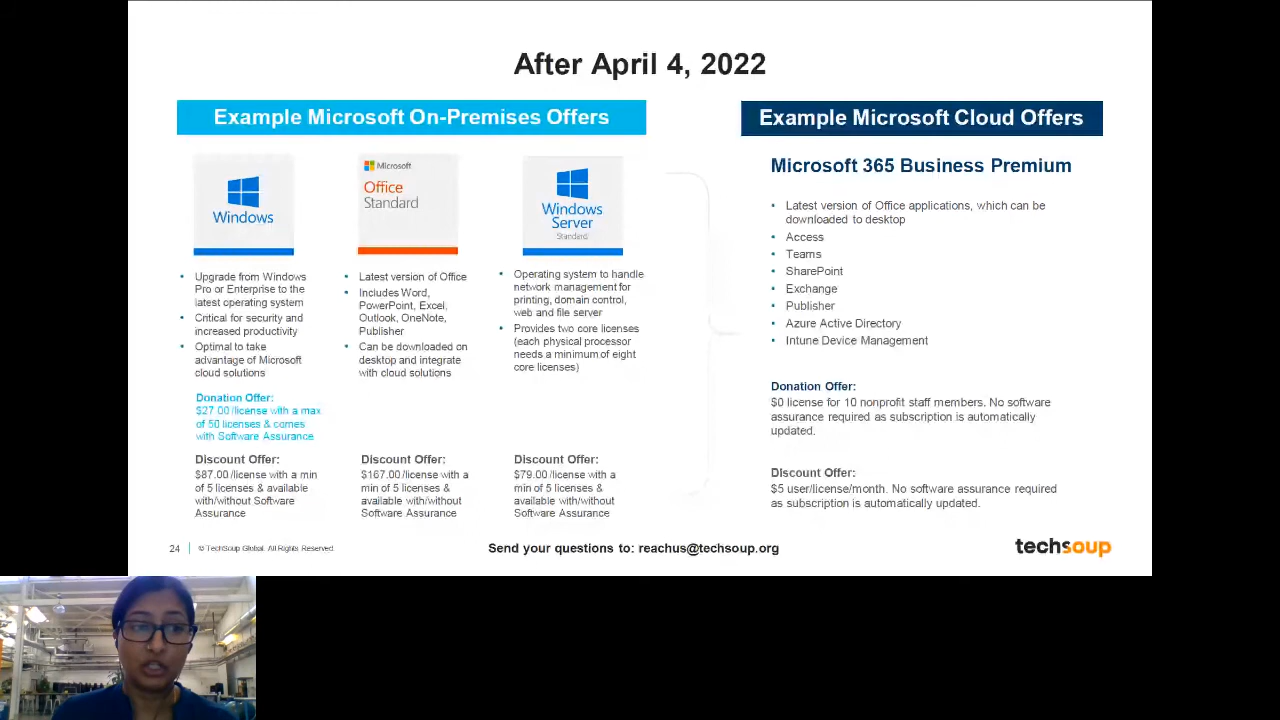 After April 4, 2022
Example Microsoft On-Premises Offers
Windows
Microsoft
Office
Standard
Windows
Server
Standard
• Upgrade from Windows
Pro or Enterprise to the
latest operating system
• Critical for security and
increased productivity
• Optimal to take
advantage of Microsoft
cloud solutions
Donation Offer:
$27.00/license with a max
of 50 licenses & comes
with Software Assurance
Discount Offer:
$87.00/license with a min
of 5 licenses & available
with/without Software
Assurance
• Latest version of Office
• Includes Word,
PowerPoint, Excel,
Outlook, OneNote,
Publisher
• Can be downloaded on
desktop and integrate
with cloud solutions
Discount Offer:
$167.00/license with a
min of 5 licenses &
available with/without
Software Assurance
• Operating system to handle
network management for
printing, domain control,
web and file server
• Provides two core licenses
(each physical processor
needs a minimum of eight
core licenses)
Discount Offer:
$79.00/license with a
min of 5 licenses &
available with/without
Software Assurance
Example Microsoft Cloud Offers
Microsoft 365 Business Premium
• Latest version of Office applications, which can be
downloaded to desktop
• Access
• Teams
• SharePoint
• Exchange
• Publisher
• Azure Active Directory
• Intune Device Management
Donation Offer:
$0 license for 10 nonprofit staff members. No software
assurance required as subscription is automatically
updated.
Discount Offer:
$5 user/license/month. No software assurance required
as subscription is automatically updated.
24 | © TechSoup Global. All Rights Reserved.
Send your questions to: reachus@techsoup.org
techsoup